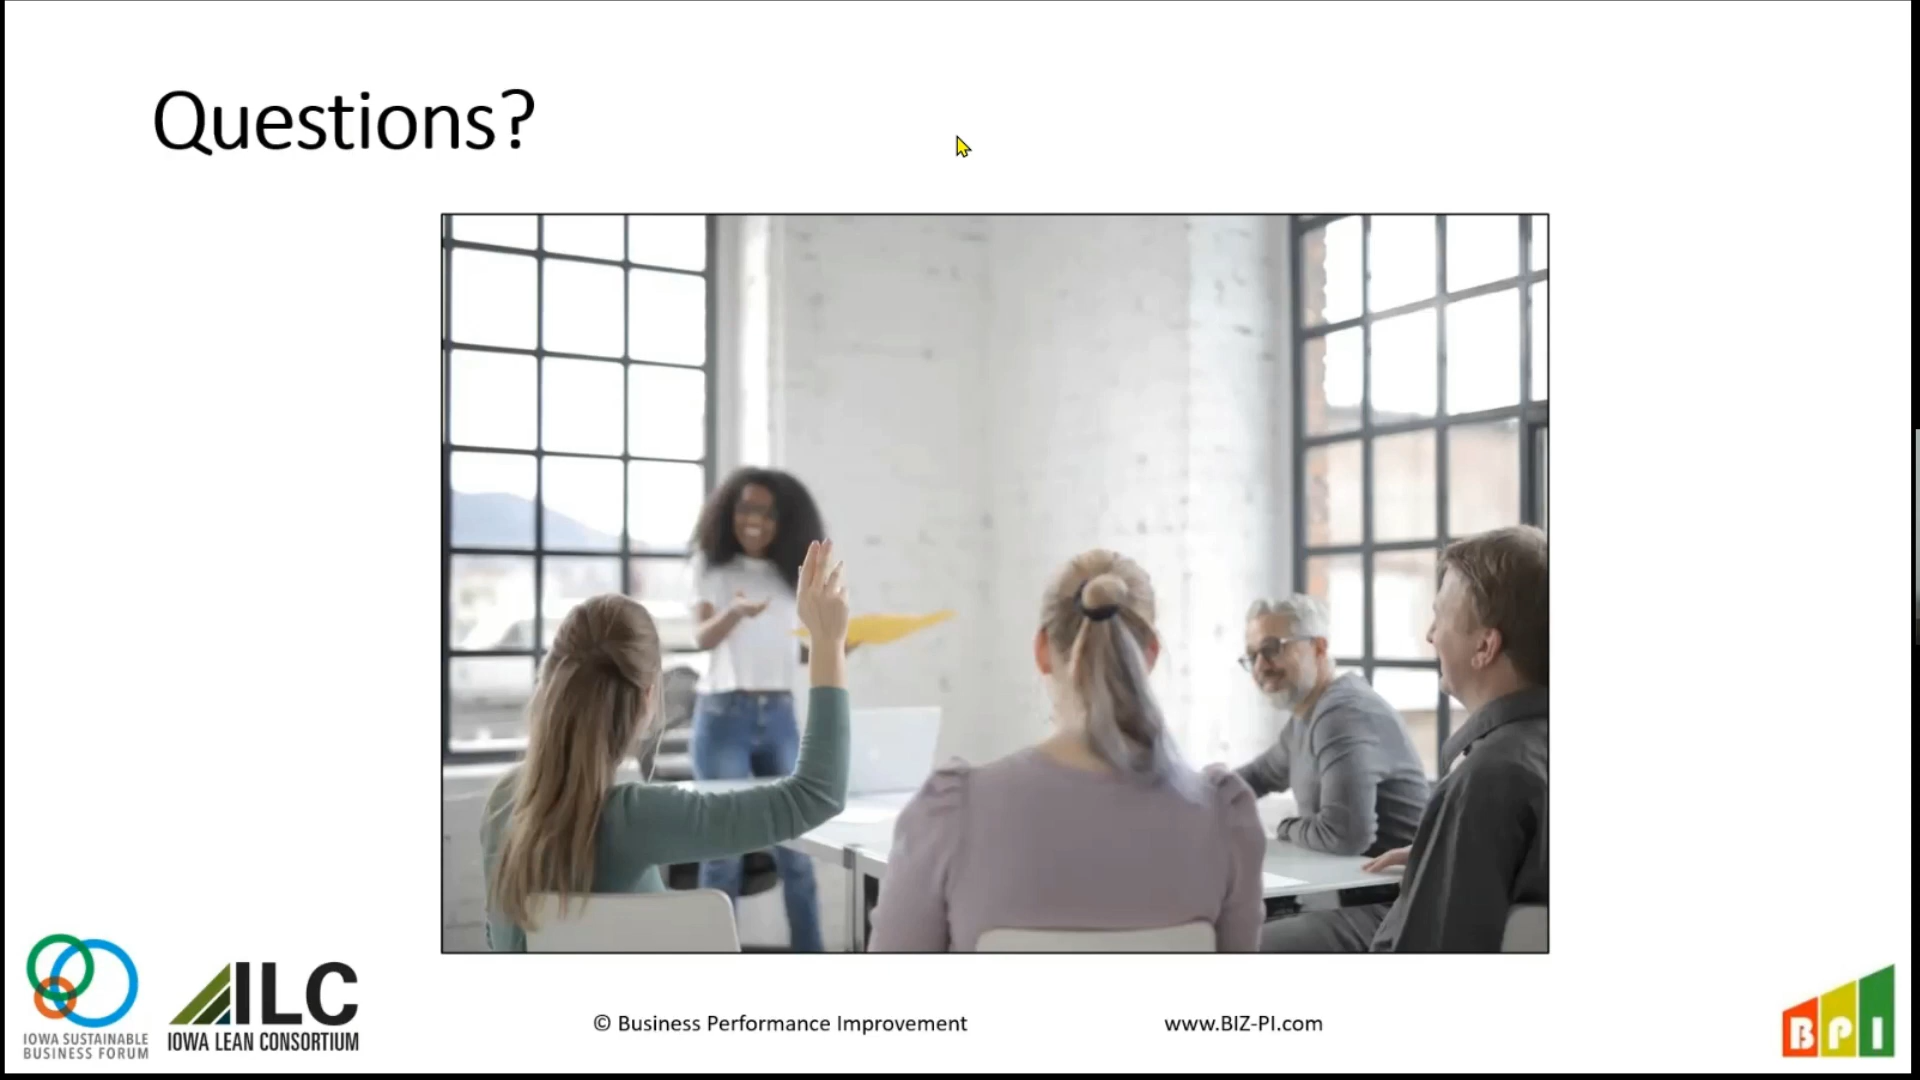 Questions?
IOWA SUSTAINABLE
BUSINESS FORUM
ILC
IOWA LEAN CONSORTIUM
© Business Performance Improvement
www.BIZ-PI.com
BPI